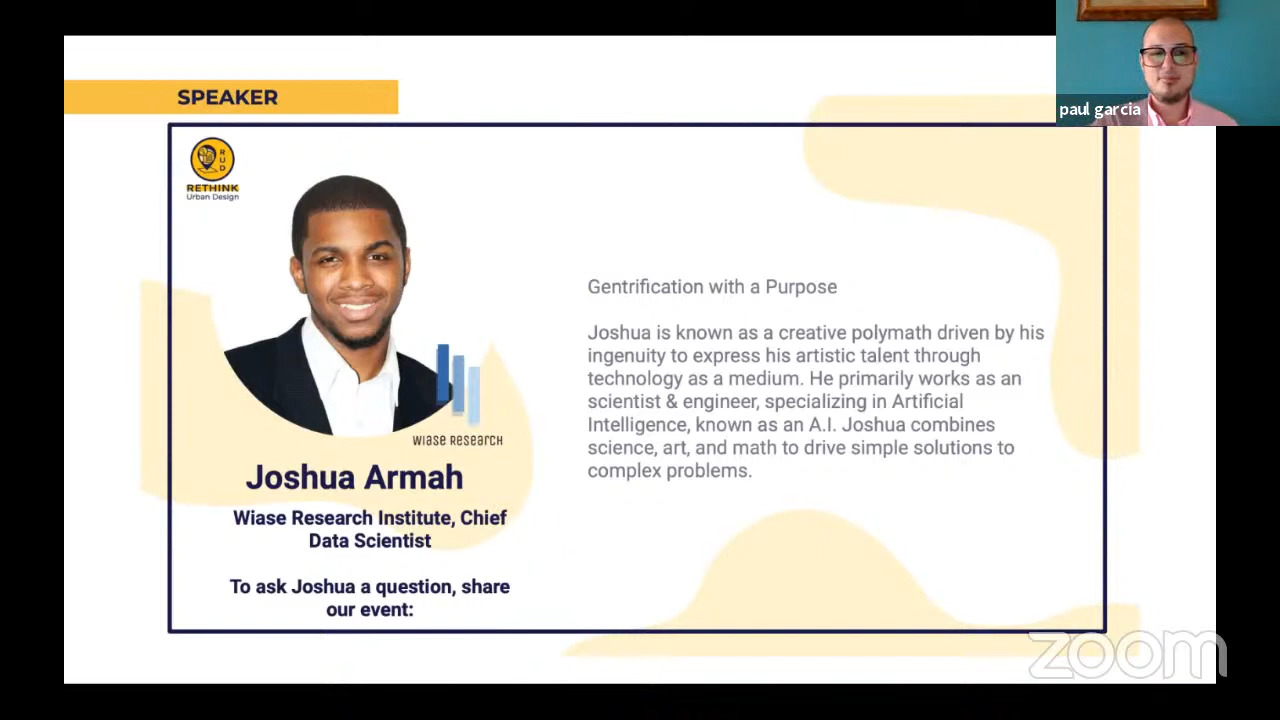 paul garcia
SPEAKER
RUD
RETHINK
Urban Design
Gentrification with a Purpose
Joshua is known as a creative polymath driven by his
ingenuity to express his artistic talent through
technology as a medium. He primarily works as an
scientist & engineer, specializing in Artificial
Intelligence, known as an A.I. Joshua combines
science, art, and math to drive simple solutions to
complex problems.
WIASE RESEARCH
Joshua Armah
Wiase Research Institute, Chief
Data Scientist
To ask Joshua a question, share
our event:
zoom